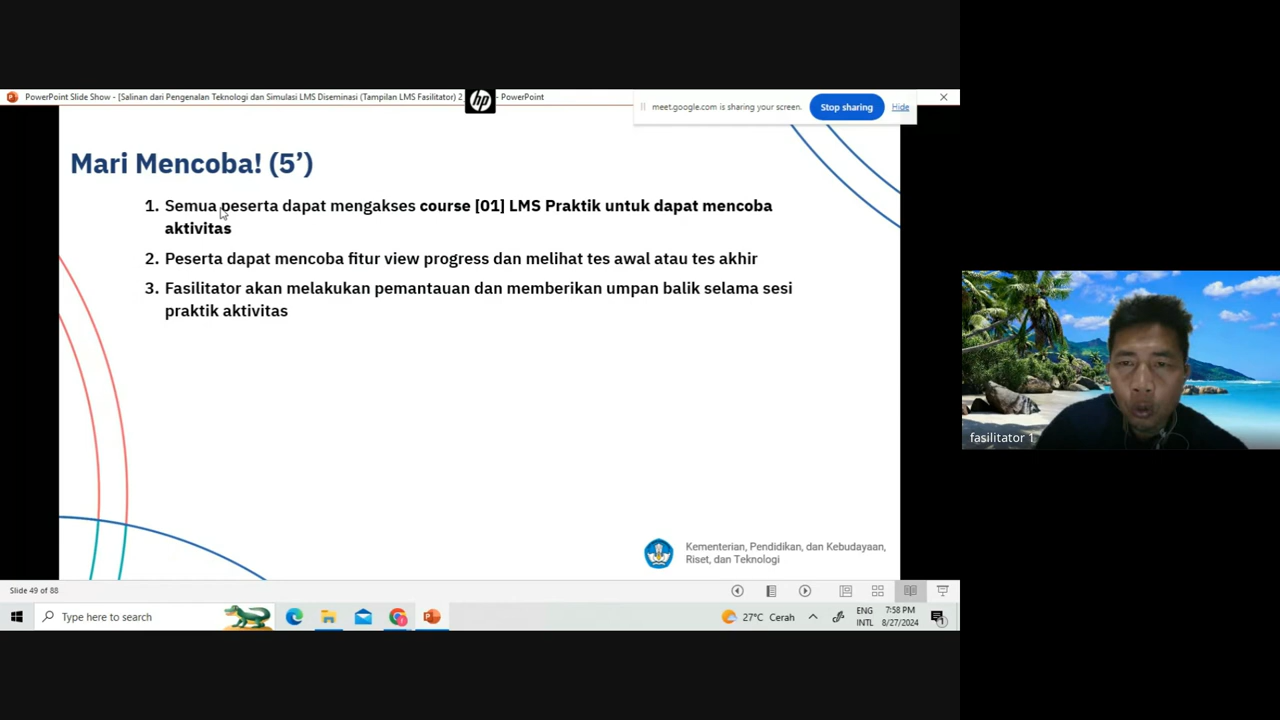 PowerPoint Slide Show - [Salinan dari Pengenalan Teknologi dan Simulasi LMS Diseminasi (Tampilan LMS Fasilitator) 2 - PowerPoint
hp
meet.google.com is sharing your screen.
Stop sharing
Hide
Mari Mencoba! (5’)
1. Semua peserta dapat mengakses course [01] LMS Praktik untuk dapat mencoba
aktivitas
2. Peserta dapat mencoba fitur view progress dan melihat tes awal atau tes akhir
3. Fasilitator akan melakukan pemantauan dan memberikan umpan balik selama sesi
praktik aktivitas
fasilitator 1
Kementerian, Pendidikan, dan Kebudayaan,
Riset, dan Teknologi
Slide 49 of 88
Type here to search
27°C Cerah
ENG
INTL
7:58 PM
8/27/2024
1